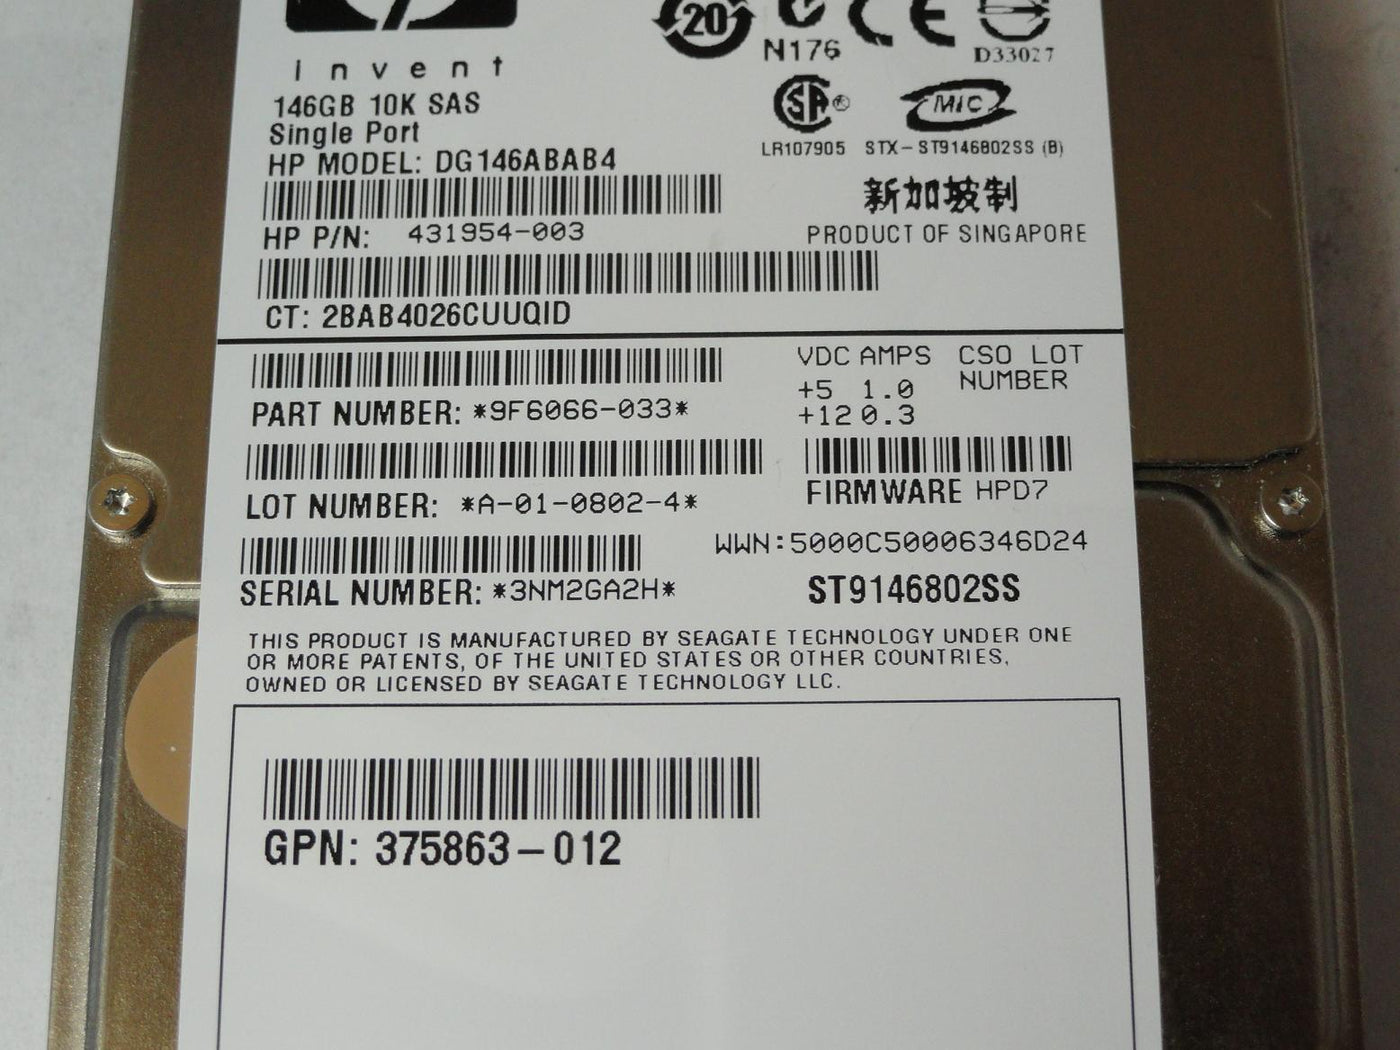 invent
146GB 10K SAS
Single Port
HP MODEL: DG146ABAB4
HP P/N: 431954-003
CT: 2BAB4026CUUQID
20
N176
CE
D33027
SA
MIC
LR107905 STX-ST9146802SS (B)
新加坡制
PRODUCT OF SINGAPORE
PART NUMBER: *9F6066-033*
LOT NUMBER: *A-01-0802-4*
SERIAL NUMBER: *3NM2GA2H*
VDC AMPS
+5 1.0
+12 0.3
CSO LOT
NUMBER
FIRMWARE HPD7
WWN:5000C50006346D24
ST9146802SS
THIS PRODUCT IS MANUFACTURED BY SEAGATE TECHNOLOGY UNDER ONE
OR MORE PATENTS, OF THE UNITED STATES OR OTHER COUNTRIES,
OWNED OR LICENSED BY SEAGATE TECHNOLOGY LLC.
GPN: 375863-012